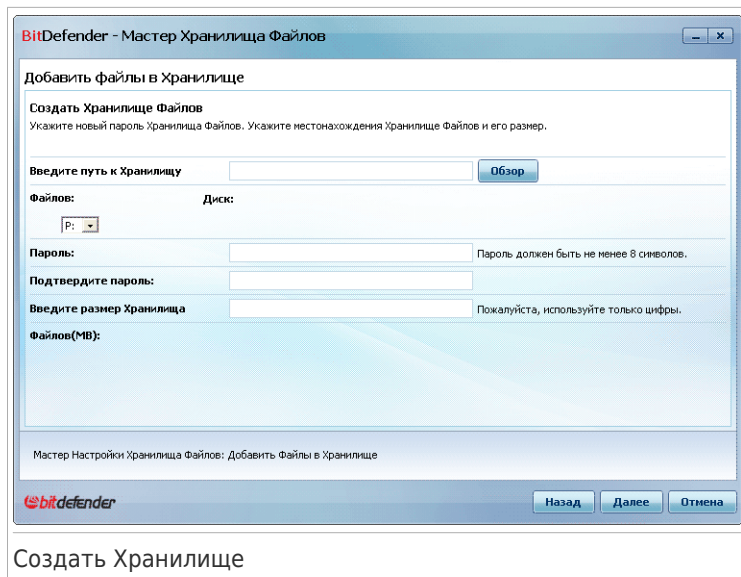 BitDefender - Мастер Хранилища Файлов
Добавить файлы в Хранилище
Создать Хранилище Файлов
Укажите новый пароль Хранилища Файлов. Укажите местонахождения Хранилище Файлов и его размер.
Введите путь к Хранилищу Обзор
Файлов: Диск:
P:
Пароль: Пароль должен быть не менее 8 символов.
Подтвердите пароль:
Введите размер Хранилища Пожалуйста, используйте только цифры.
Файлов(MB):
Мастер Настройки Хранилища Файлов: Добавить Файлы в Хранилище
bitdefender Назад Далее Отмена
Создать Хранилище